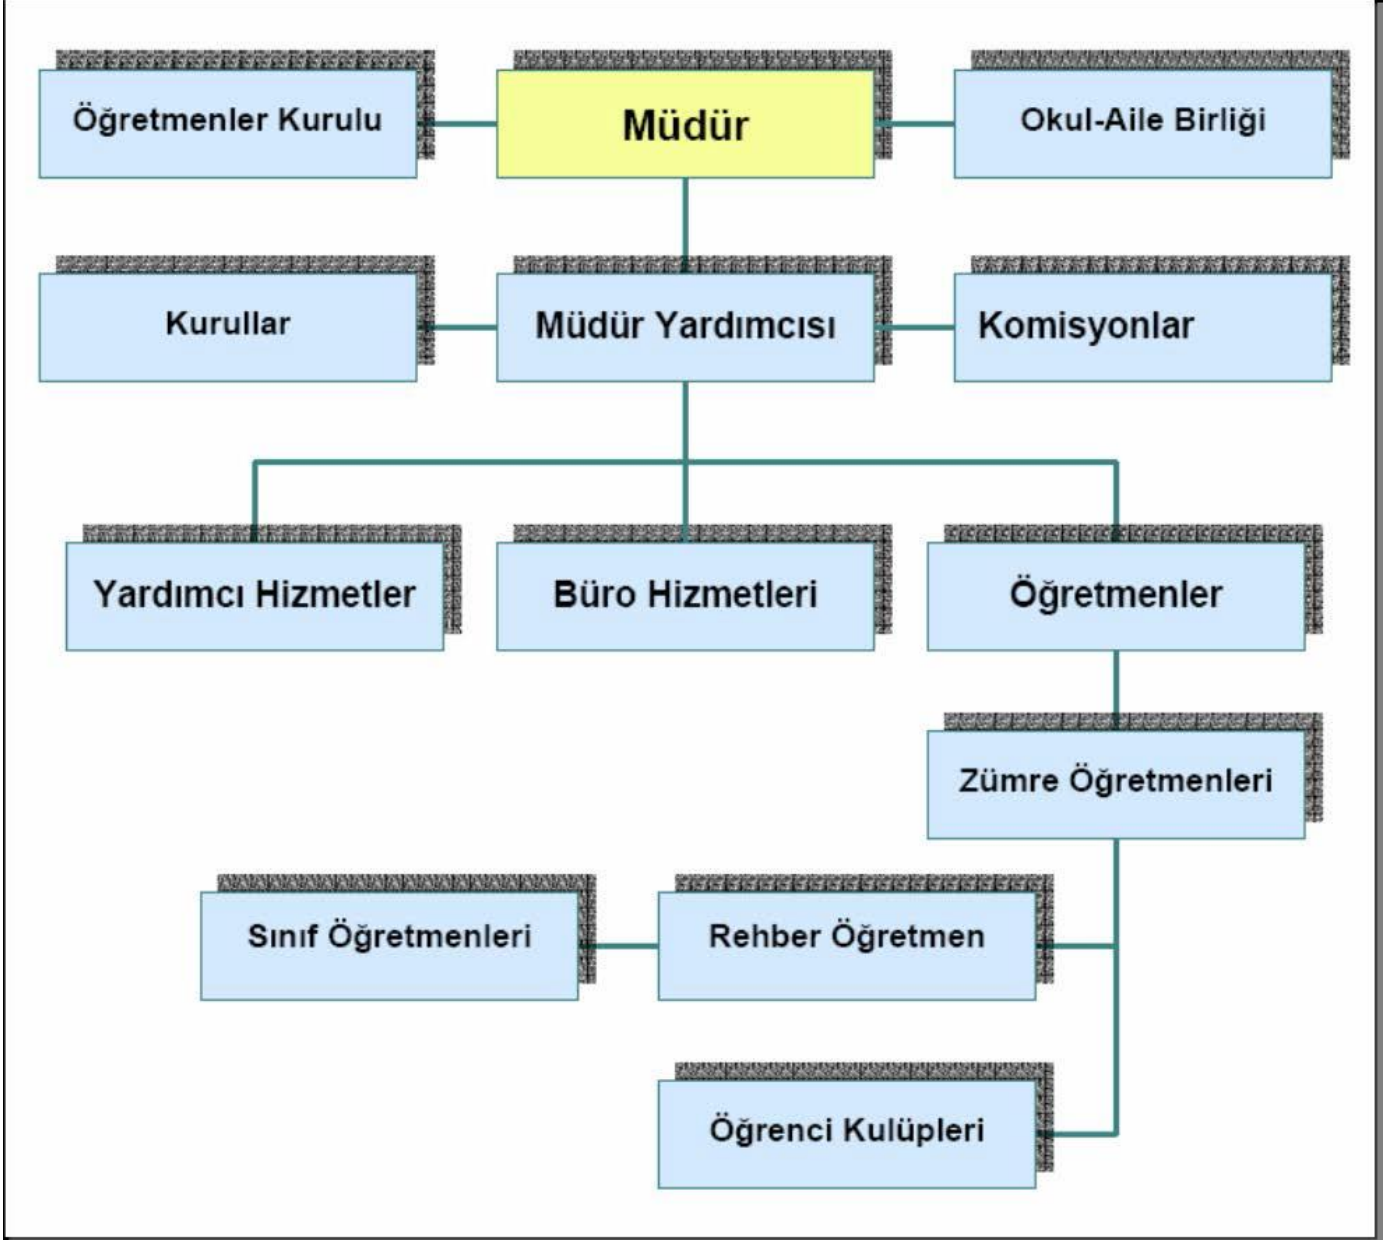 Öğretmenler Kurulu
Müdür
Okul-Aile Birliği
Kurullar
Müdür Yardımcısı
Komisyonlar
Yardımcı Hizmetler
Büro Hizmetleri
Öğretmenler
Zümre Öğretmenleri
Sınıf Öğretmenleri
Rehber Öğretmen
Öğrenci Kulüpleri